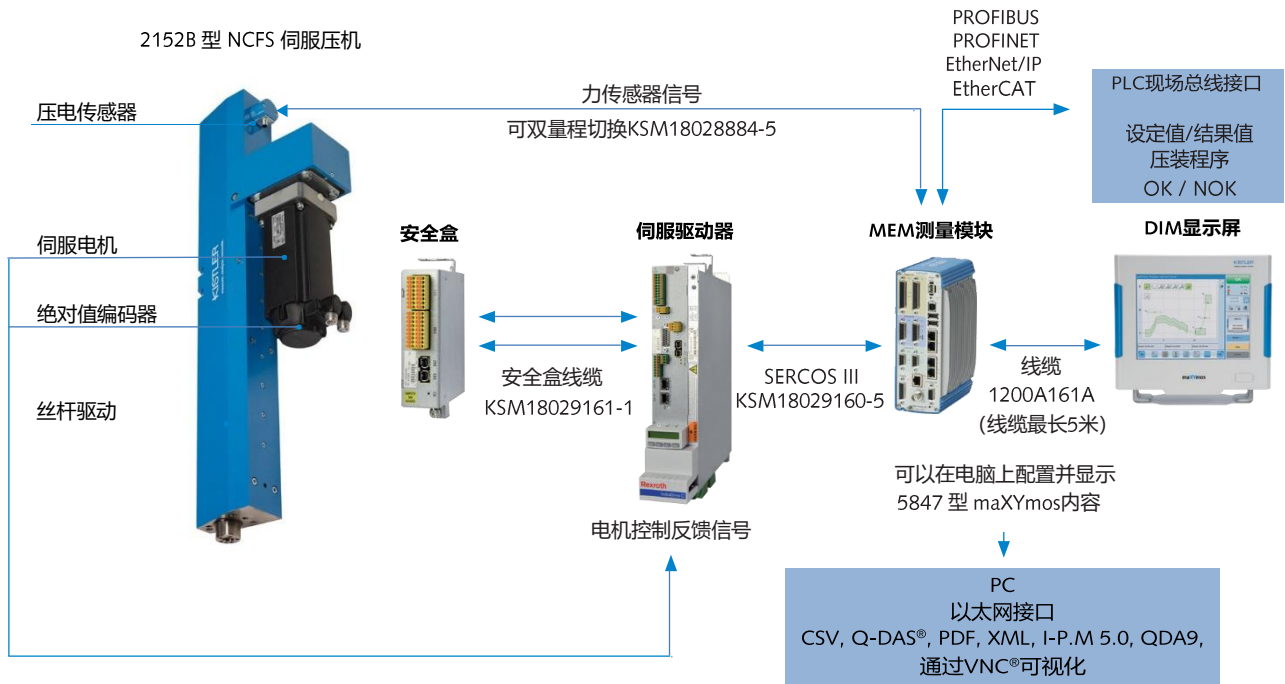 2152B 型 NCFS 伺服压机
PROFIBUS
PROFINET
EtherNet/IP
EtherCAT
压电传感器
力传感器信号
可双量程切换KSM18028884-5
PLC现场总线接口
设定值/结果值
压装程序
OK / NOK
伺服电机
绝对值编码器
丝杆驱动
KISTLER
安全盒
伺服驱动器
MEM测量模块
DIM显示屏
KISTLER
maXYmos
安全盒线缆
KSM18029161-1
SERCOS III
KSM18029160-5
线缆
1200A161A
(线缆最长5米)
Rexroth
电机控制反馈信号
可以在电脑上配置并显示
5847 型 maXYmos内容
PC
以太网接口
CSV, Q-DAS®, PDF, XML, I-P.M 5.0, QDA9,
通过VNC®可视化